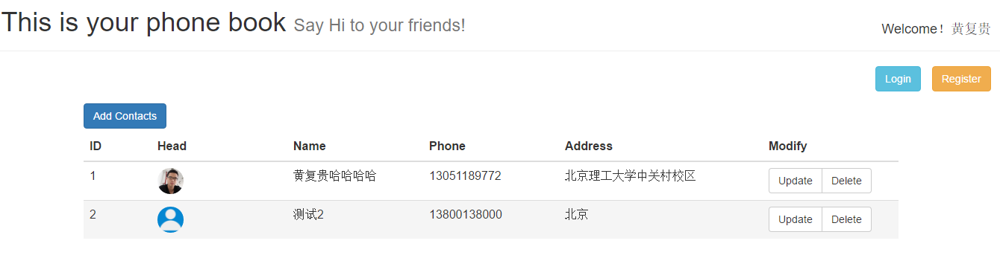 This is your phone book Say Hi to your friends!
Welcome！黄复贵
Login Register
Add Contacts
ID Head Name Phone Address Modify
1 黄复贵哈哈哈哈 13051189772 北京理工大学中关村校区 Update Delete
2 测试2 13800138000 北京 Update Delete